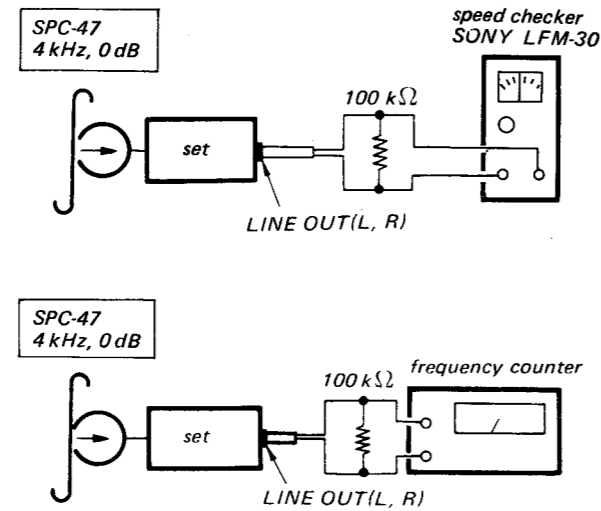 SPC-47
4 kHz, 0 dB
speed checker
SONY LFM-30
100 kΩ
set
LINE OUT(L, R)
SPC-47
4 kHz, 0 dB
frequency counter
100 kΩ
set
LINE OUT(L, R)